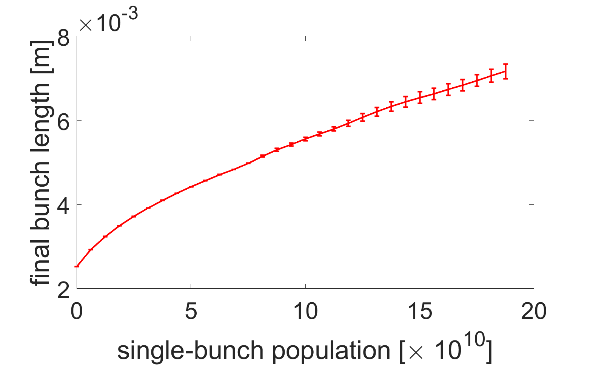 ×10⁻³
8
6
4
2
final bunch length [m]
0 5 10 15 20
single-bunch population [× 10¹⁰]